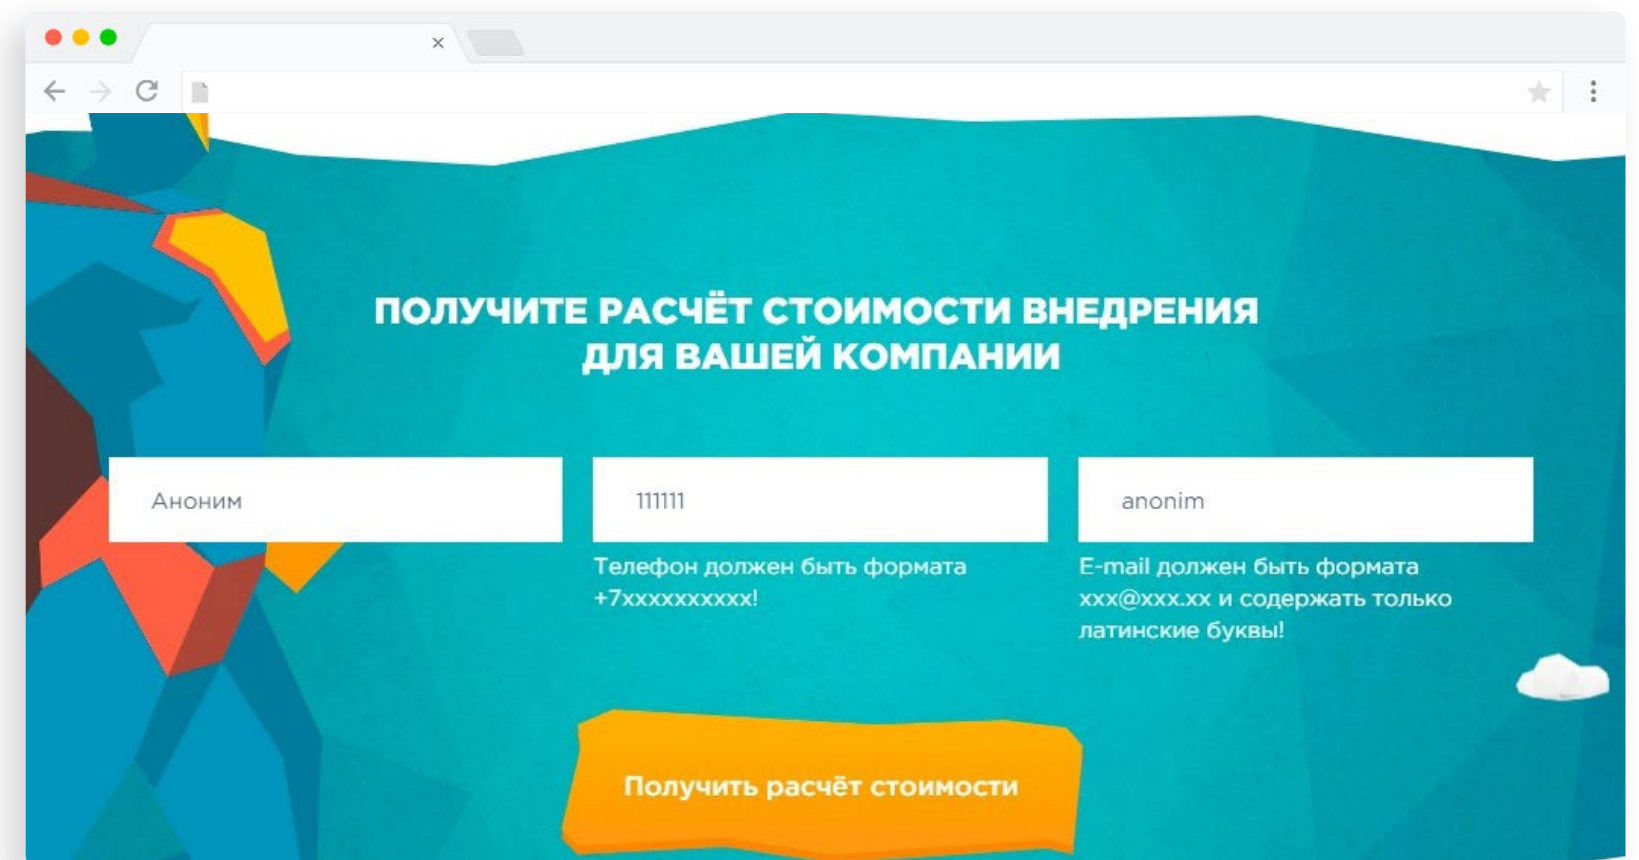 ПОЛУЧИТЕ РАСЧЁТ СТОИМОСТИ ВНЕДРЕНИЯ
ДЛЯ ВАШЕЙ КОМПАНИИ
Аноним
111111
anonim
Телефон должен быть формата
+7xxxxxxxxxx!
E-mail должен быть формата
xxx@xxx.xx и содержать только
латинские буквы!
Получить расчёт стоимости